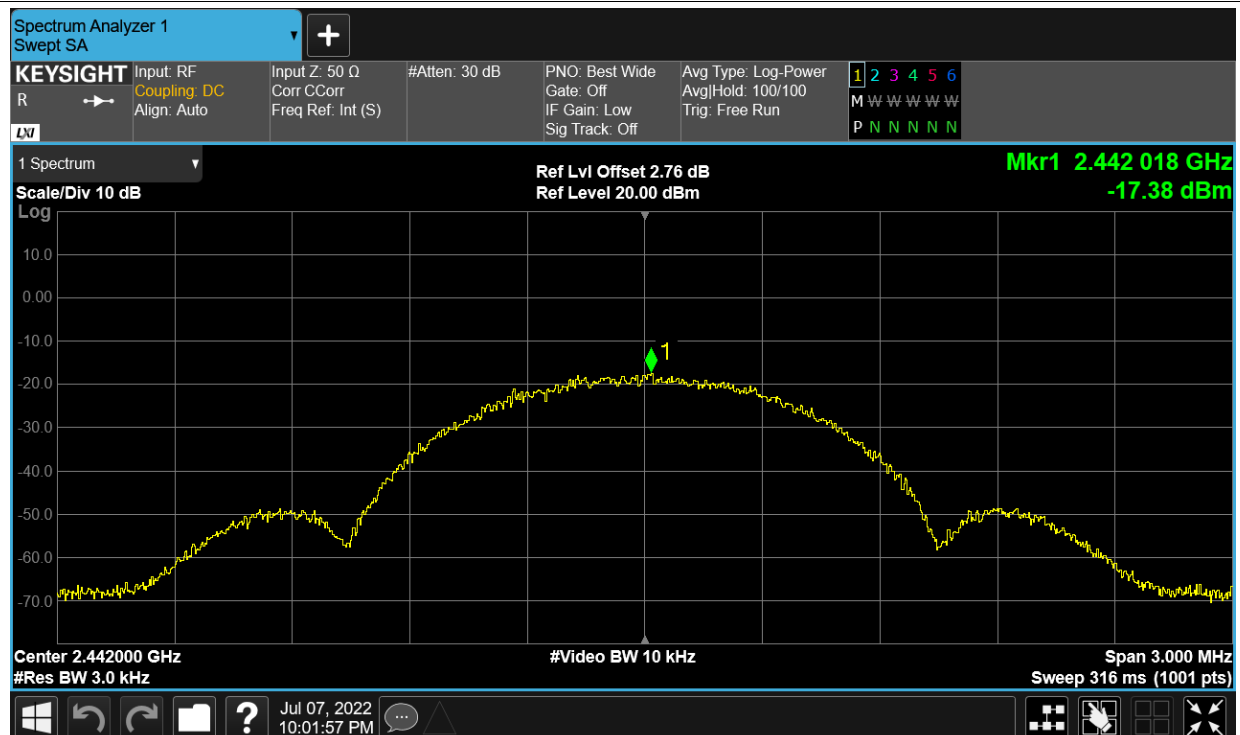 Spectrum Analyzer 1
Swept SA
+
KEYSIGHT
R
LXI
Input: RF
Coupling: DC
Align: Auto
Input Z: 50 Ω
Corr CCorr
Freq Ref: Int (S)
#Atten: 30 dB
PNO: Best Wide
Gate: Off
IF Gain: Low
Sig Track: Off
Avg Type: Log-Power
Avg|Hold: 100/100
Trig: Free Run
1 2 3 4 5 6
M W W W W W
P N N N N N
1 Spectrum
Scale/Div 10 dB
Ref Lvl Offset 2.76 dB
Ref Level 20.00 dBm
Mkr1 2.442 018 GHz
-17.38 dBm
Log
10.0
0.00
-10.0
1
-20.0
-30.0
-40.0
-50.0
-60.0
-70.0
Center 2.442000 GHz
#Res BW 3.0 kHz
#Video BW 10 kHz
Span 3.000 MHz
Sweep 316 ms (1001 pts)
?
Jul 07, 2022
10:01:57 PM